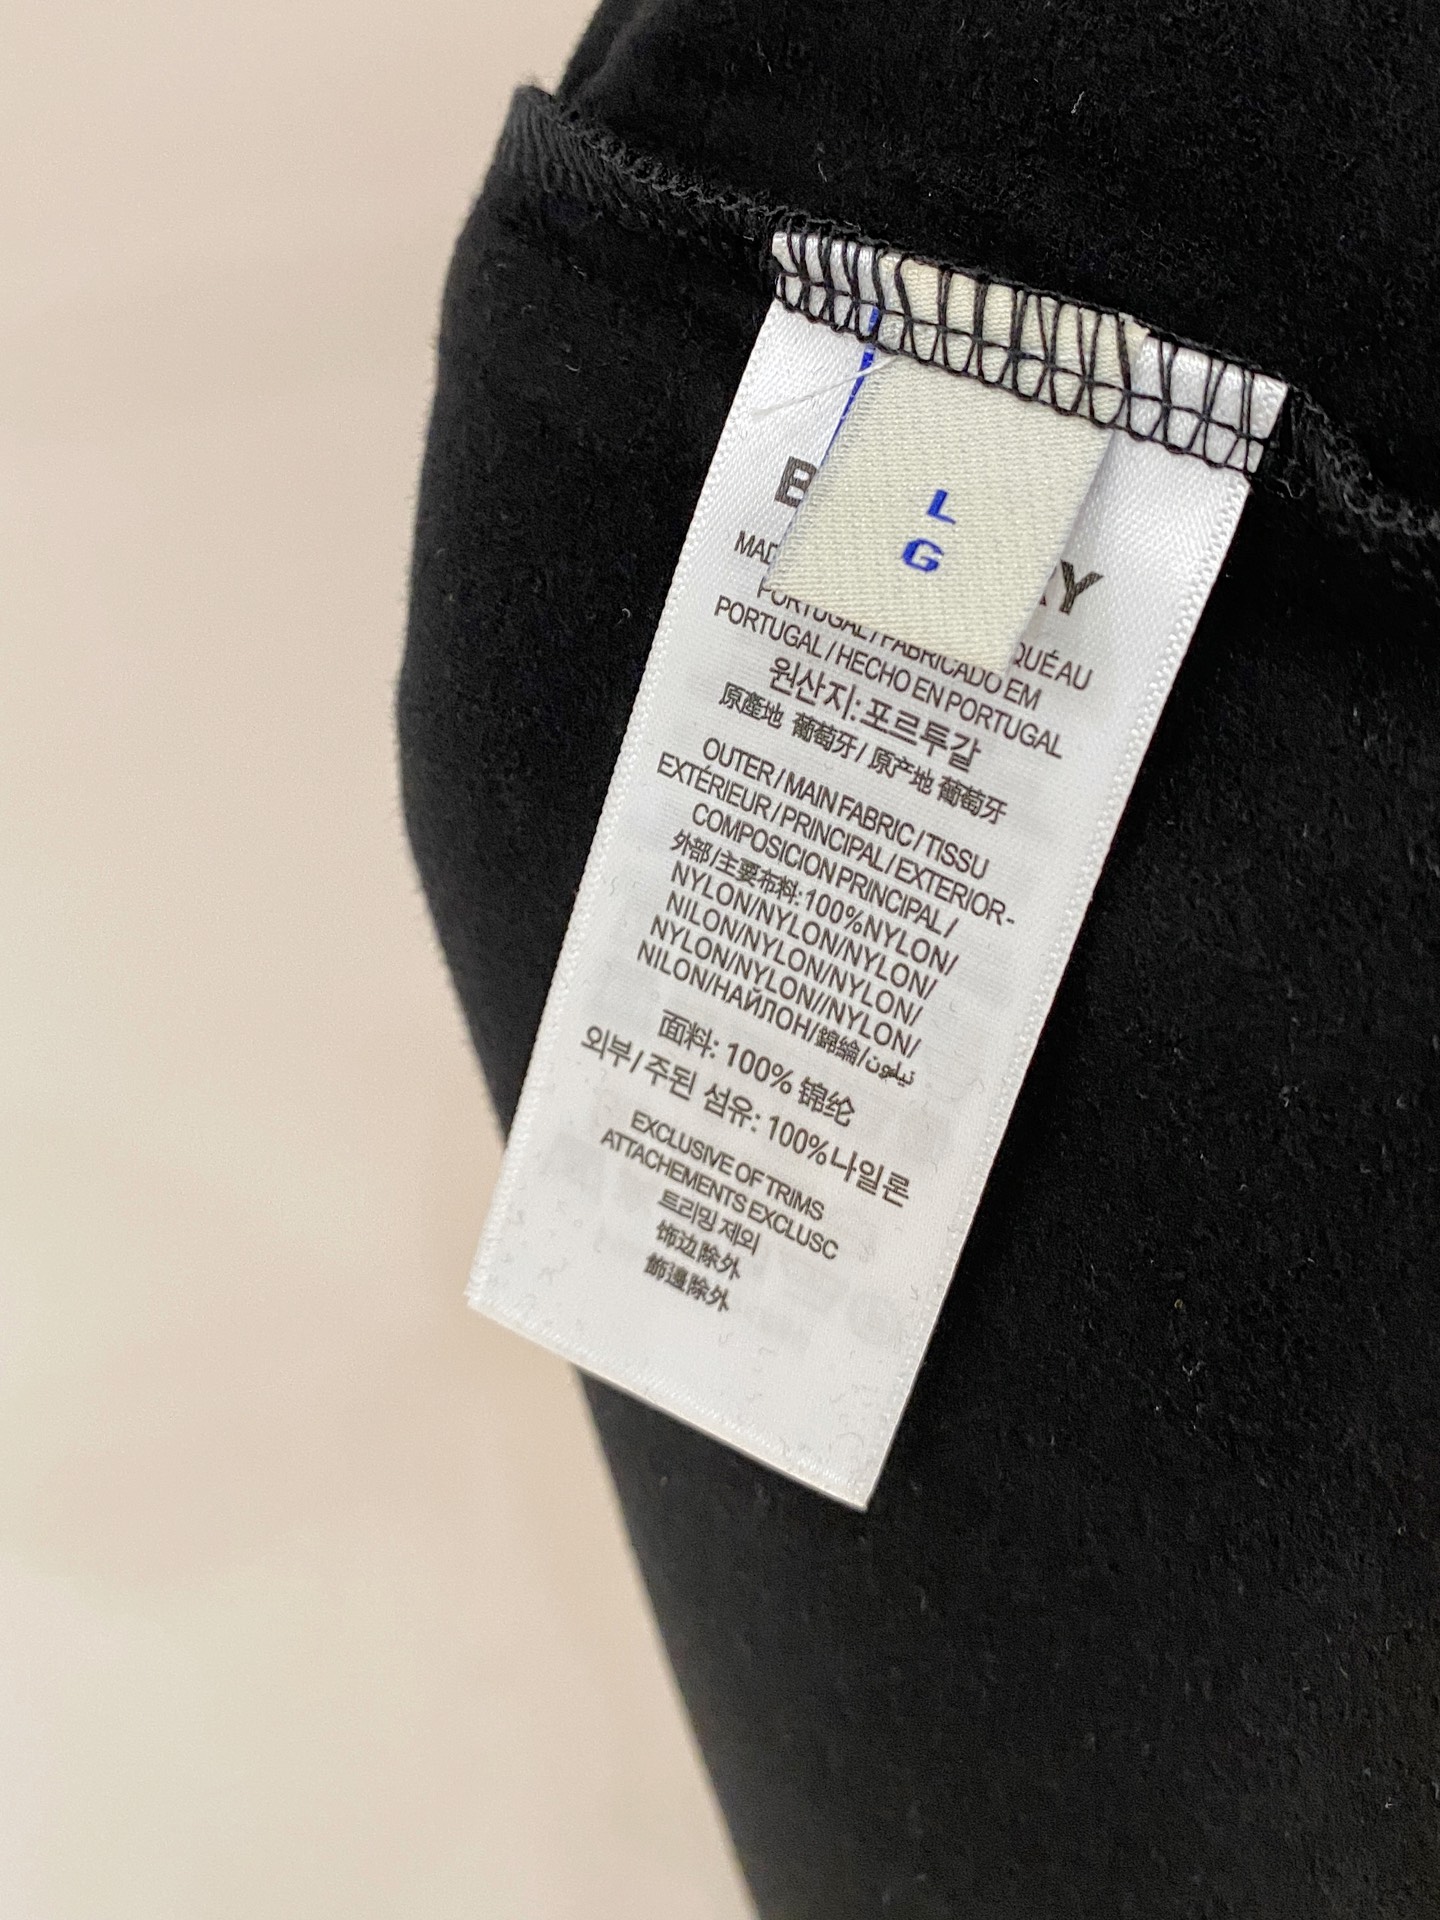 L
G
PORTUGAL / FABRICADO EM
PORTUGAL / HECHO EN PORTUGAL
원산지: 포르투갈
原產地 葡萄牙 / 原产地 葡萄牙
OUTER / MAIN FABRIC / TISSU
EXTÉRIEUR / PRINCIPAL / EXTERIOR-
COMPOSICION PRINCIPAL /
外部/主要布料: 100%NYLON/
NYLON/NYLON/NYLON/
NILON/NYLON/NYLON/
NYLON/NYLON//NYLON/
NILON/НАЙЛОН/錦綸/نيلون
面料: 100% 锦纶
외부 / 주된 섬유: 100%나일론
EXCLUSIVE OF TRIMS
ATTACHEMENTS EXCLUSC
트리밍 제외
饰边除外
飾邊除外